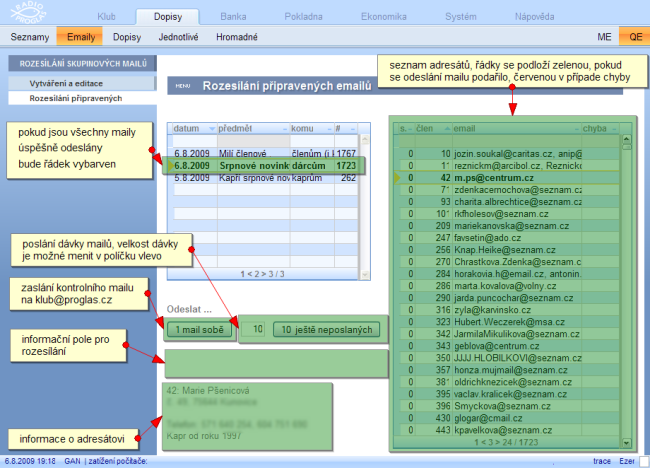 RADIO PROGLAS
Klub Dopisy Banka Pokladna Ekonomika Systém Nápověda
Seznamy Emaily Dopisy Jednotlivé Hromadné ME QE
ROZESÍLÁNÍ SKUPINOVÝCH MAILŮ
Vytváření a editace
Rozesílání připravených
MENU Rozesílání připravených emailů
seznam adresátů, řádky se podloží zelenou, pokud
se odeslání mailu podařilo, červenou v případe chyby
pokud jsou všechny maily
úspěšně odeslány
bude řádek vybarven
datum předmět komu #
6.8.2009 Milí členové členům (i 1767
6.8.2009 Srpnové novink dárcům 1723
5.8.2009 Kapří srpnové nov kaprům 262
1 < 2 > 3 / 3
poslání dávky mailů, velkost dávky
je možné menit v políčku vlevo
zaslání kontrolního mailu
na klub@proglas.cz
Odeslat ...
1 mail sobě 10 10 ještě neposlaných
informační pole pro
rozesílání
42: Marie Pšenicová
Kapr od roku 1997
informace o adresátovi
s. člen email chyba
0 10 jozin.soukal@caritas.cz, anip@
0 11 reznickm@arcibol.cz, Reznick
0 42 m.ps@centrum.cz
0 71 zdenkacernochova@seznam.c
0 93 charita.albrechtice@seznam.c
0 101 rkfholesov@seznam.cz
0 209 mariekanovska@seznam.cz
0 247 favsetin@ado.cz
0 256 Knap.Heike@seznam.cz
0 270 Chrastkova.Zdenka@seznam.c
0 284 horakovia.h@email.cz, antonin.
0 286 marta.kovalova@volny.cz
0 290 jarda.puncochar@seznam.cz
0 316 zyla@karvinsko.cz
0 323 Hubert.Weczerek@msa.cz
0 342 JarmilaMikulikova@seznam.cz
0 343 geblova@centrum.cz
0 350 JJJJ.HLOBILKOVI@seznam.c
0 357 honza.mujmail@seznam.cz
0 381 oldrichknezicek@seznam.cz
0 395 vaclav.kralicek@seznam.cz
0 396 Smyckova@seznam.cz
0 430 glogar@cmail.cz
0 443 kpavelkova@seznam.cz
1 < 3 > 24 / 1723
6.8.2009 19:18 GAN | zatížení počítače: trace Ezer